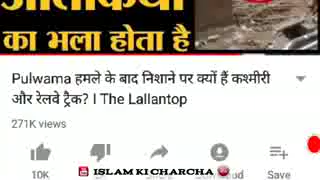 का भला होता है
Pulwama हमले के बाद निशाने पर क्यों हैं कश्मीरी
और रेलवे ट्रैक? I The Lallantop
271K views
10K
ISLAM KI CHARCHA
Save